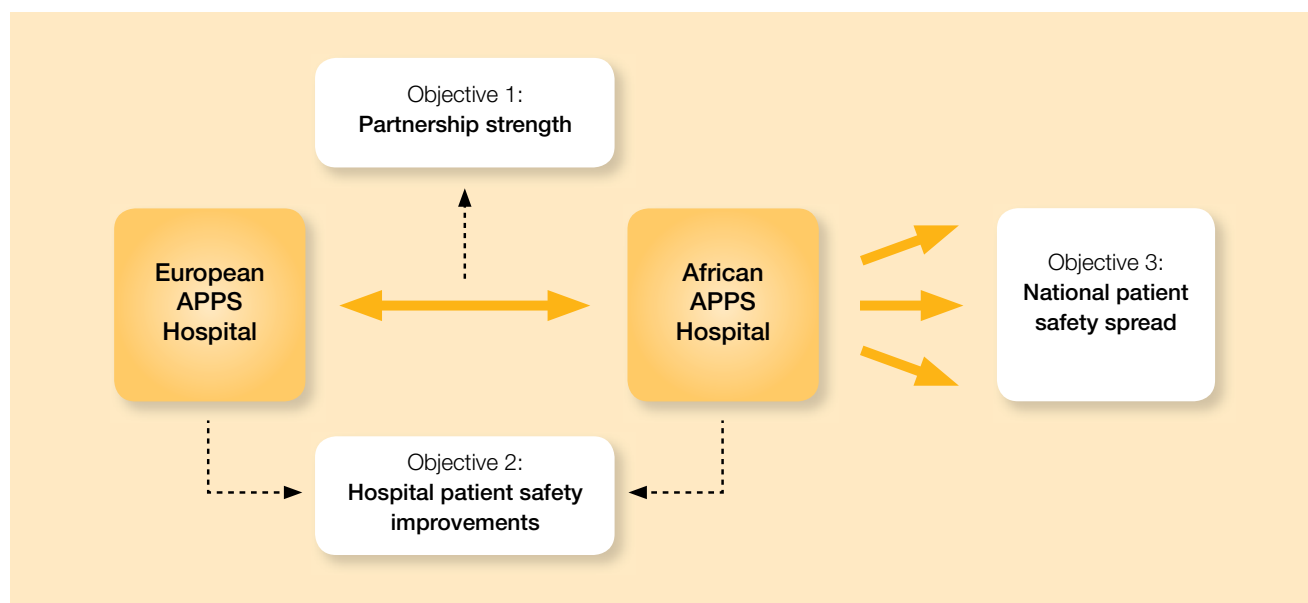 Objective 1:
Partnership strength
European
APPS
Hospital
African
APPS
Hospital
Objective 3:
National patient
safety spread
Objective 2:
Hospital patient safety
improvements